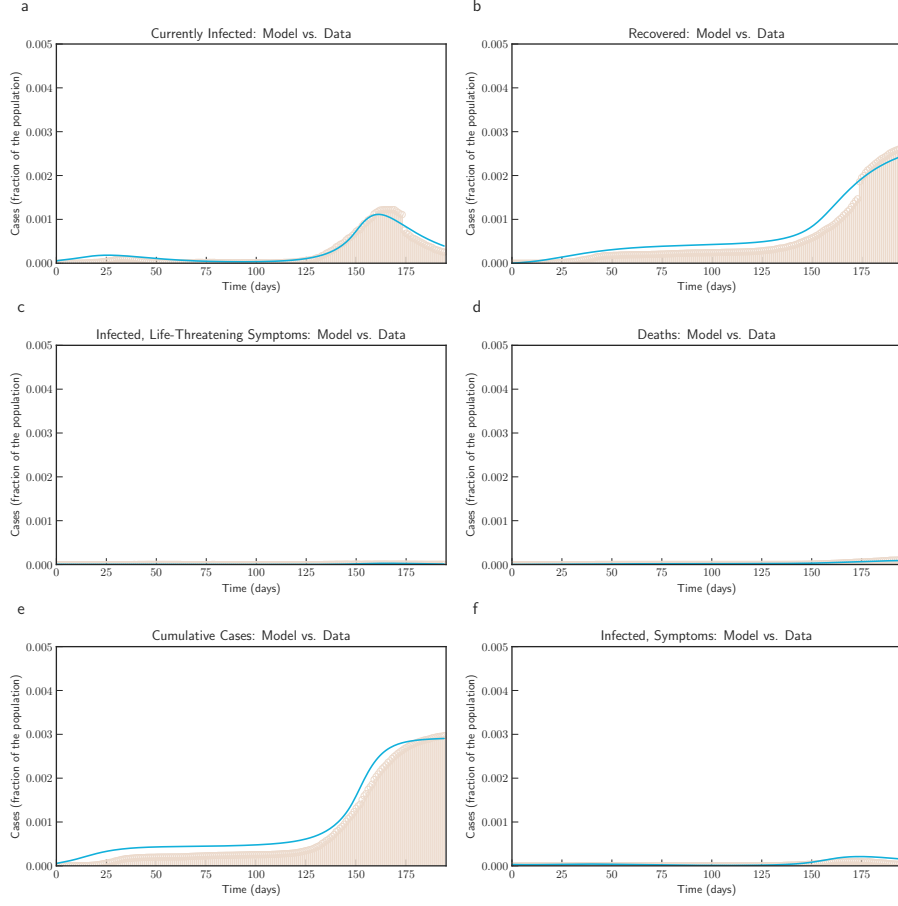 a
Currently Infected: Model vs. Data
Cases (fraction of the population)
0.005
0.004
0.003
0.002
0.001
0.000
0 25 50 75 100 125 150 175
Time (days)
b
Recovered: Model vs. Data
Cases (fraction of the population)
0.005
0.004
0.003
0.002
0.001
0.000
0 25 50 75 100 125 150 175
Time (days)
c
Infected, Life-Threatening Symptoms: Model vs. Data
Cases (fraction of the population)
0.005
0.004
0.003
0.002
0.001
0.000
0 25 50 75 100 125 150 175
Time (days)
d
Deaths: Model vs. Data
Cases (fraction of the population)
0.005
0.004
0.003
0.002
0.001
0.000
0 25 50 75 100 125 150 175
Time (days)
e
Cumulative Cases: Model vs. Data
Cases (fraction of the population)
0.005
0.004
0.003
0.002
0.001
0.000
0 25 50 75 100 125 150 175
Time (days)
f
Infected, Symptoms: Model vs. Data
Cases (fraction of the population)
0.005
0.004
0.003
0.002
0.001
0.000
0 25 50 75 100 125 150 175
Time (days)